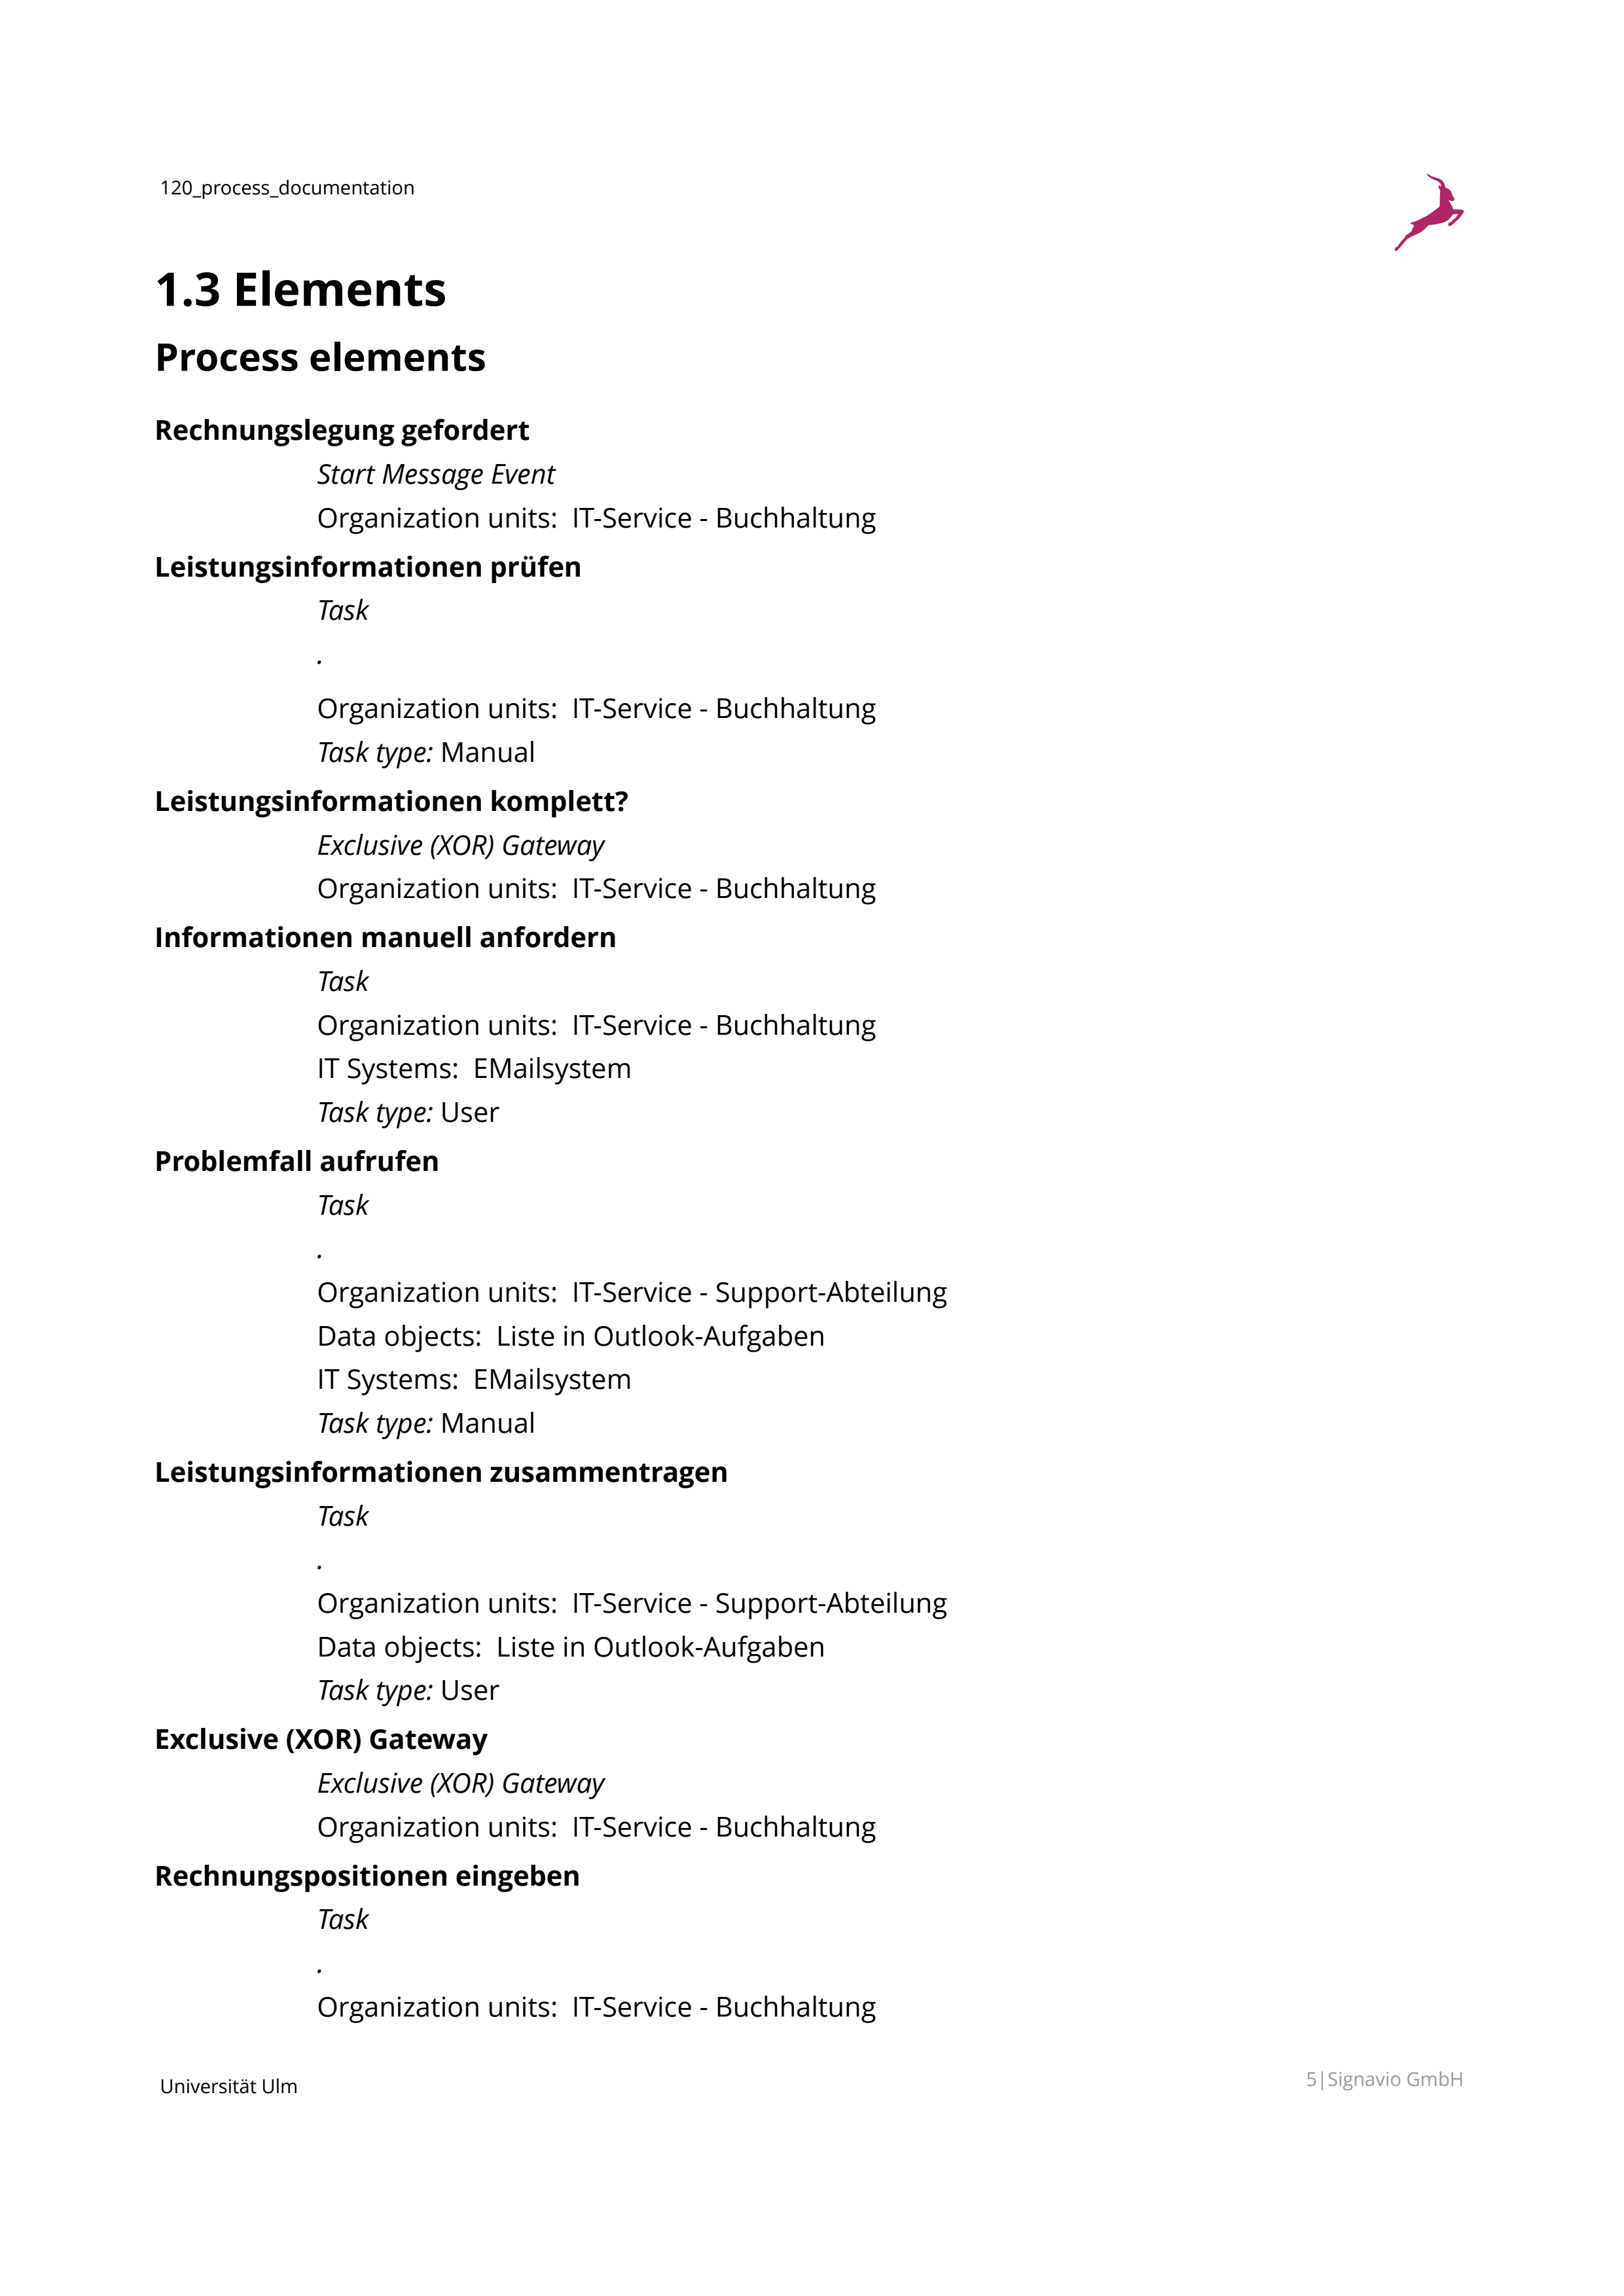 120_process_documentation
1.3 Elements
Process elements
Rechnungslegung gefordert
Start Message Event
Organization units:  IT-Service - Buchhaltung
Leistungsinformationen prüfen
Task
.
Organization units:  IT-Service - Buchhaltung
Task type: Manual
Leistungsinformationen komplett?
Exclusive (XOR) Gateway
Organization units:  IT-Service - Buchhaltung
Informationen manuell anfordern
Task
Organization units:  IT-Service - Buchhaltung
IT Systems:  EMailsystem
Task type: User
Problemfall aufrufen
Task
.
Organization units:  IT-Service - Support-Abteilung
Data objects:  Liste in Outlook-Aufgaben
IT Systems:  EMailsystem
Task type: Manual
Leistungsinformationen zusammentragen
Task
.
Organization units:  IT-Service - Support-Abteilung
Data objects:  Liste in Outlook-Aufgaben
Task type: User
Exclusive (XOR) Gateway
Exclusive (XOR) Gateway
Organization units:  IT-Service - Buchhaltung
Rechnungspositionen eingeben
Task
.
Organization units:  IT-Service - Buchhaltung
Universität Ulm
5|Signavio GmbH